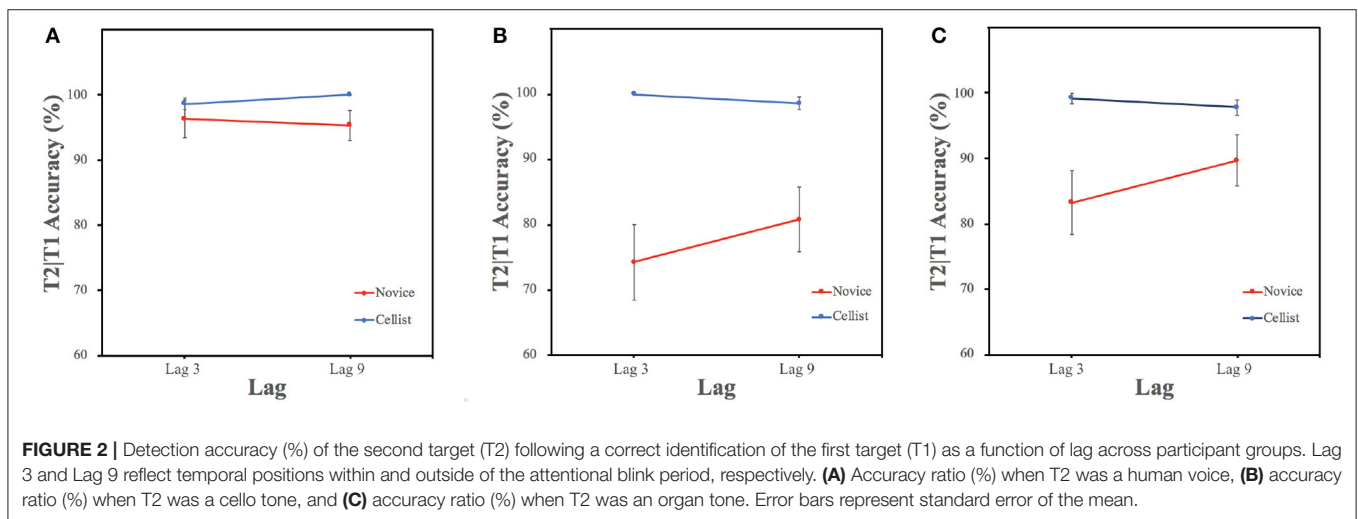 A
T2|T1 Accuracy (%)
100
90
80
70
60
Novice
Cellist
Lag 3
Lag 9
Lag
B
T2|T1 Accuracy (%)
100
90
80
70
60
Novice
Cellist
Lag 3
Lag 9
Lag
C
T2|T1 Accuracy (%)
100
90
80
70
60
Novice
Cellist
Lag 3
Lag 9
Lag
FIGURE 2 | Detection accuracy (%) of the second target (T2) following a correct identification of the first target (T1) as a function of lag across participant groups. Lag
3 and Lag 9 reflect temporal positions within and outside of the attentional blink period, respectively. (A) Accuracy ratio (%) when T2 was a human voice, (B) accuracy
ratio (%) when T2 was a cello tone, and (C) accuracy ratio (%) when T2 was an organ tone. Error bars represent standard error of the mean.